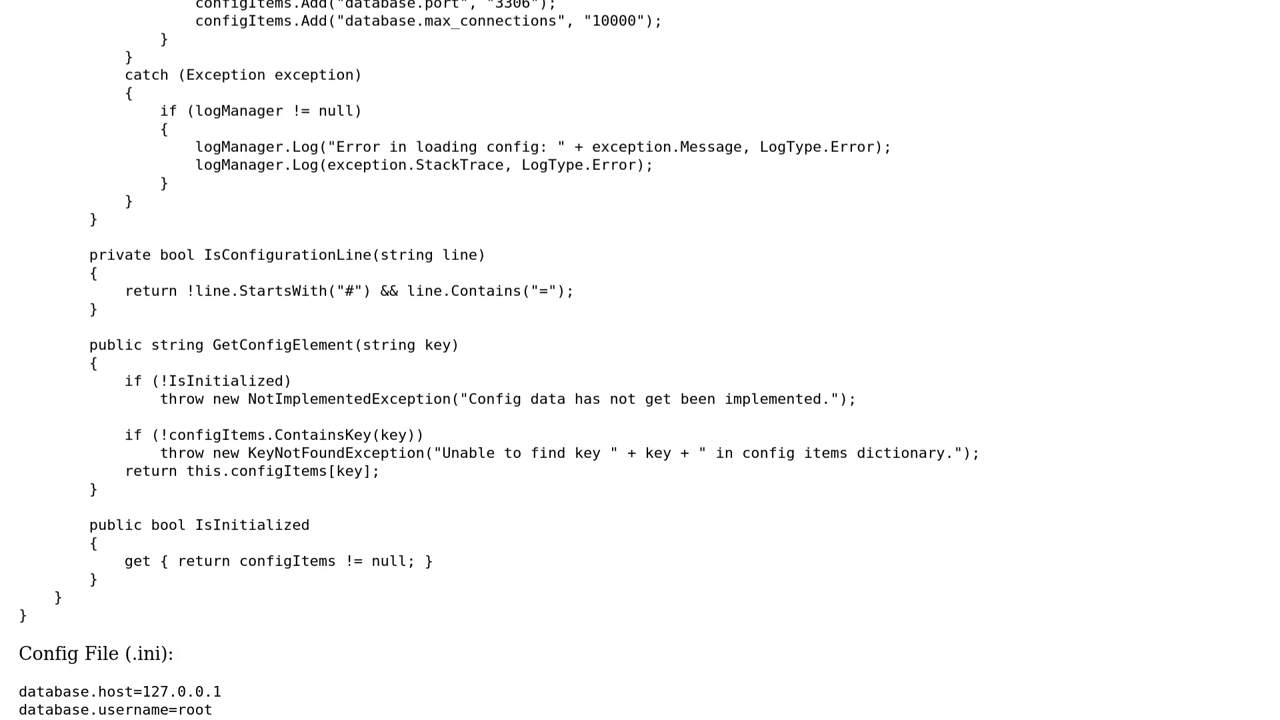 configItems.Add("database.port", "3306");
configItems.Add("database.max_connections", "10000");
}
}
catch (Exception exception)
{
if (logManager != null)
{
logManager.Log("Error in loading config: " + exception.Message, LogType.Error);
logManager.Log(exception.StackTrace, LogType.Error);
}
}
}
private bool IsConfigurationLine(string line)
{
return !line.StartsWith("#") && line.Contains("=");
}
public string GetConfigElement(string key)
{
if (!IsInitialized)
throw new NotImplementedException("Config data has not get been implemented.");
if (!configItems.ContainsKey(key))
throw new KeyNotFoundException("Unable to find key " + key + " in config items dictionary.");
return this.configItems[key];
}
public bool IsInitialized
{
get { return configItems != null; }
}
}
}
Config File (.ini):
database.host=127.0.0.1
database.username=root